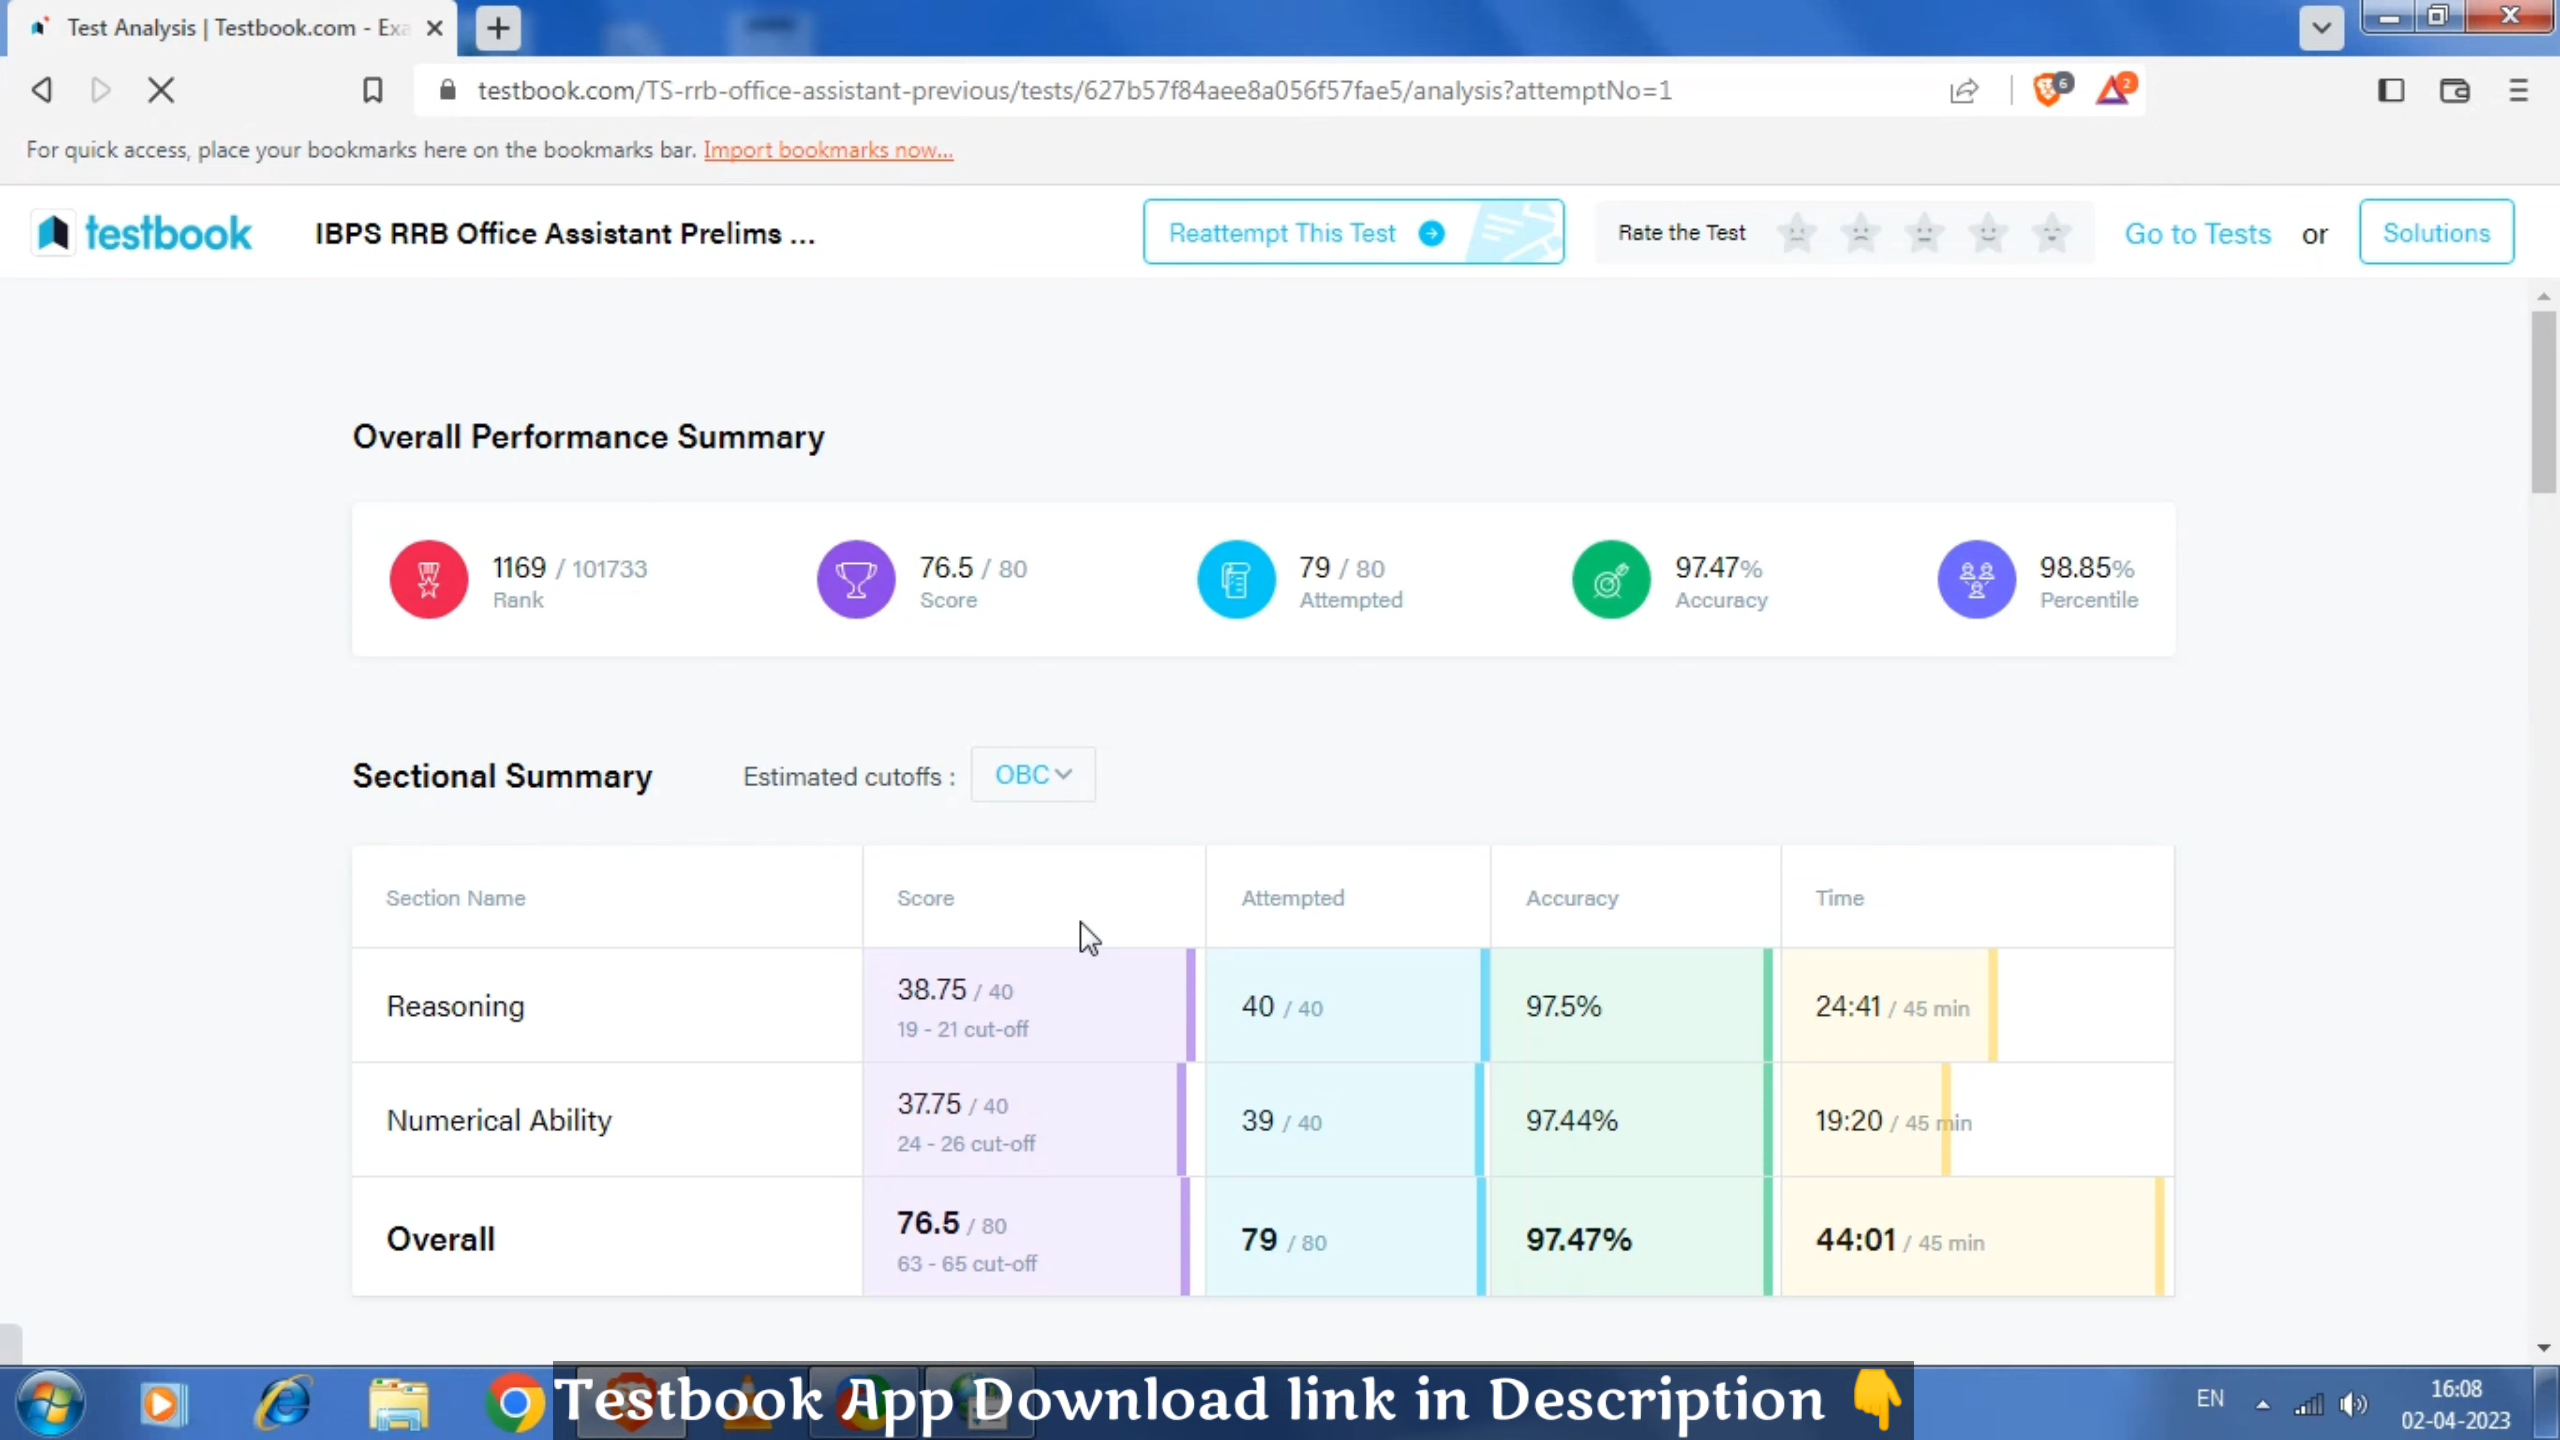 Test Analysis | Testbook.com - Exa
testbook.com/TS-rrb-office-assistant-previous/tests/627b57f84aee8a056f57fae5/analysis?attemptNo=1
6
2
For quick access, place your bookmarks here on the bookmarks bar. Import bookmarks now...
testbook
IBPS RRB Office Assistant Prelims ...
Reattempt This Test
Rate the Test
Go to Tests or Solutions
Overall Performance Summary
1169 / 101733
Rank
76.5 / 80
Score
79 / 80
Attempted
97.47%
Accuracy
98.85%
Percentile
Sectional Summary
Estimated cutoffs : OBC
Section Name Score Attempted Accuracy Time
Reasoning 38.75 / 40 40 / 40 97.5% 24:41 / 45 min
19 - 21 cut-off
Numerical Ability 37.75 / 40 39 / 40 97.44% 19:20 / 45 min
24 - 26 cut-off
Overall 76.5 / 80 79 / 80 97.47% 44:01 / 45 min
63 - 65 cut-off
Testbook App Download link in Description 👇
EN
16:08
02-04-2023